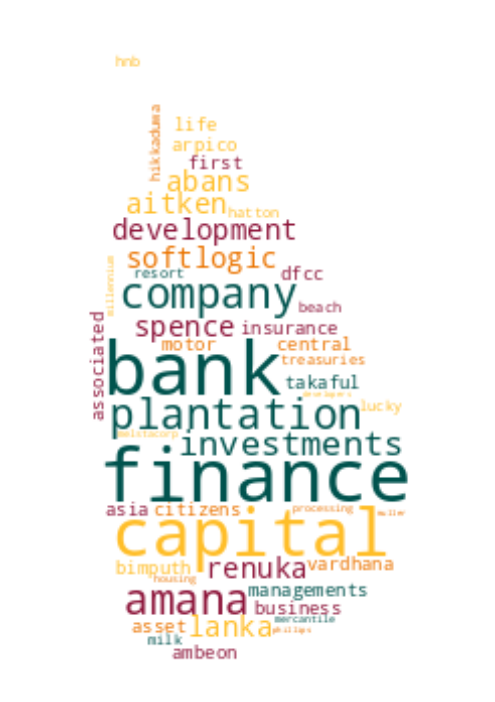 hnb
hikkaduwa
life
arpico
first
abans
aitken
hatton
development
softlogic
resort
dfcc
millennium
company
beach
associated
spence insurance
motor central
treasuries
bank
takaful
developers
plantation
lucky
melstacorp
investments
finance
asia citizens processing
muller
capital
bimputh renuka vardhana
housing
managements
amana business
mercantile
asset lanka
phillips
milk
ambeon